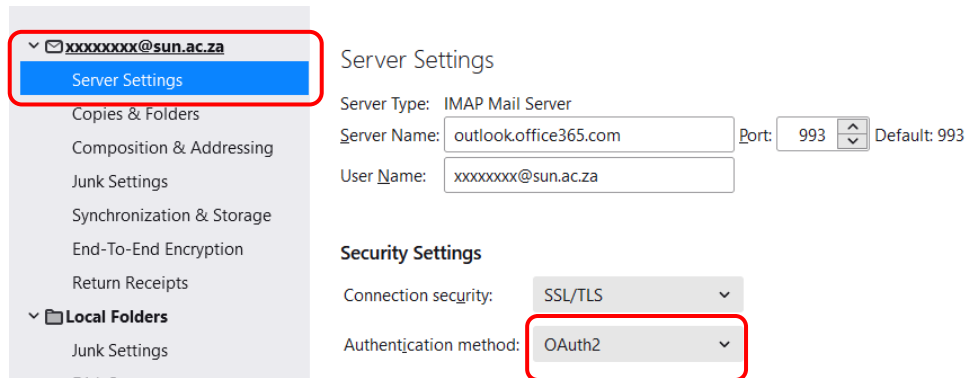 xxxxxxxx@sun.ac.za
Server Settings
Copies & Folders
Composition & Addressing
Junk Settings
Synchronization & Storage
End-To-End Encryption
Return Receipts
Local Folders
Junk Settings
Server Settings
Server Type: IMAP Mail Server
Server Name: outlook.office365.com Port: 993 Default: 993
User Name: xxxxxxxx@sun.ac.za
Security Settings
Connection security: SSL/TLS
Authentication method: OAuth2